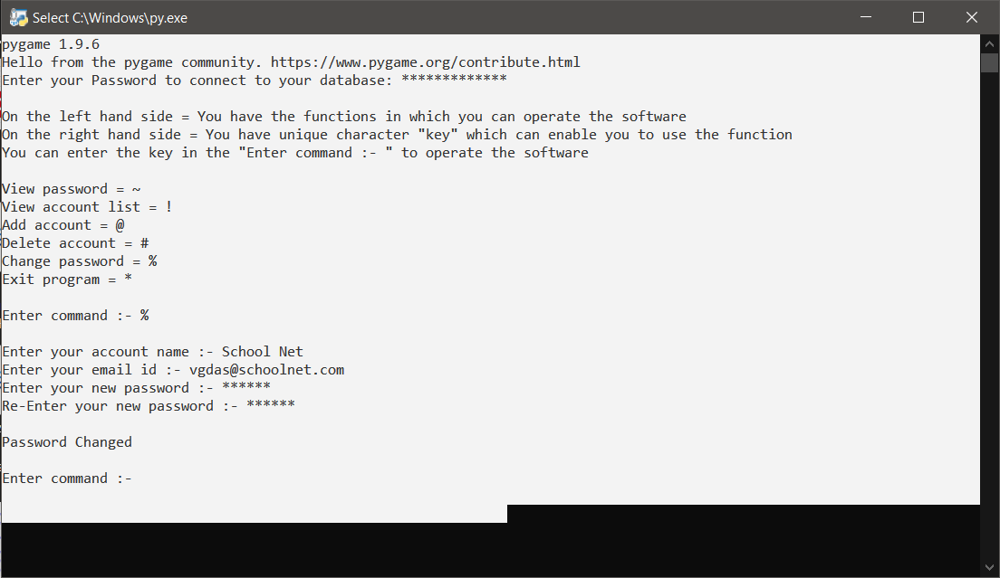 Select C:\Windows\py.exe
pygame 1.9.6
Hello from the pygame community. https://www.pygame.org/contribute.html
Enter your Password to connect to your database: *************
On the left hand side = You have the functions in which you can operate the software
On the right hand side = You have unique character "key" which can enable you to use the function
You can enter the key in the "Enter command :- " to operate the software
View password = ~
View account list = !
Add account = @
Delete account = #
Change password = %
Exit program = *
Enter command :- %
Enter your account name :- School Net
Enter your email id :- vgdas@schoolnet.com
Enter your new password :- ******
Re-Enter your new password :- ******
Password Changed
Enter command :-